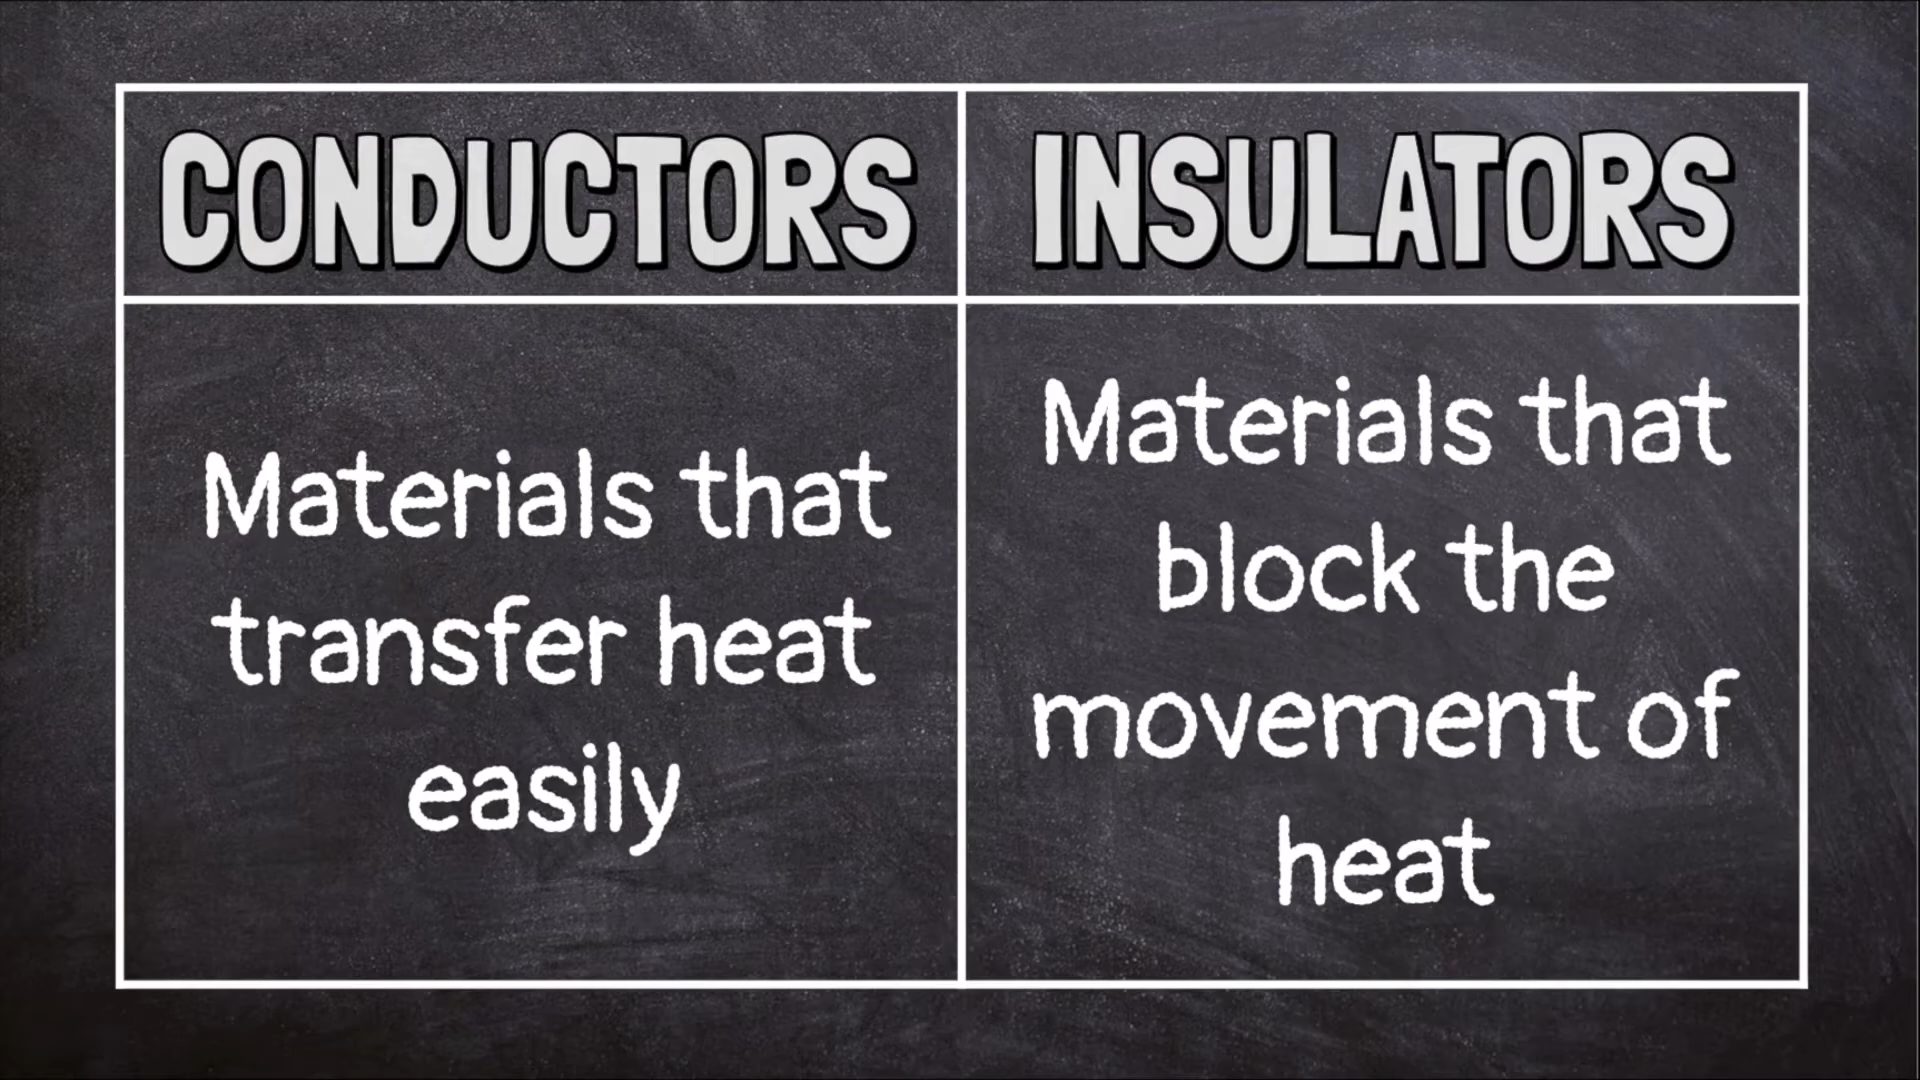 CONDUCTORS
INSULATORS
Materials that
transfer heat
easily
Materials that
block the
movement of
heat